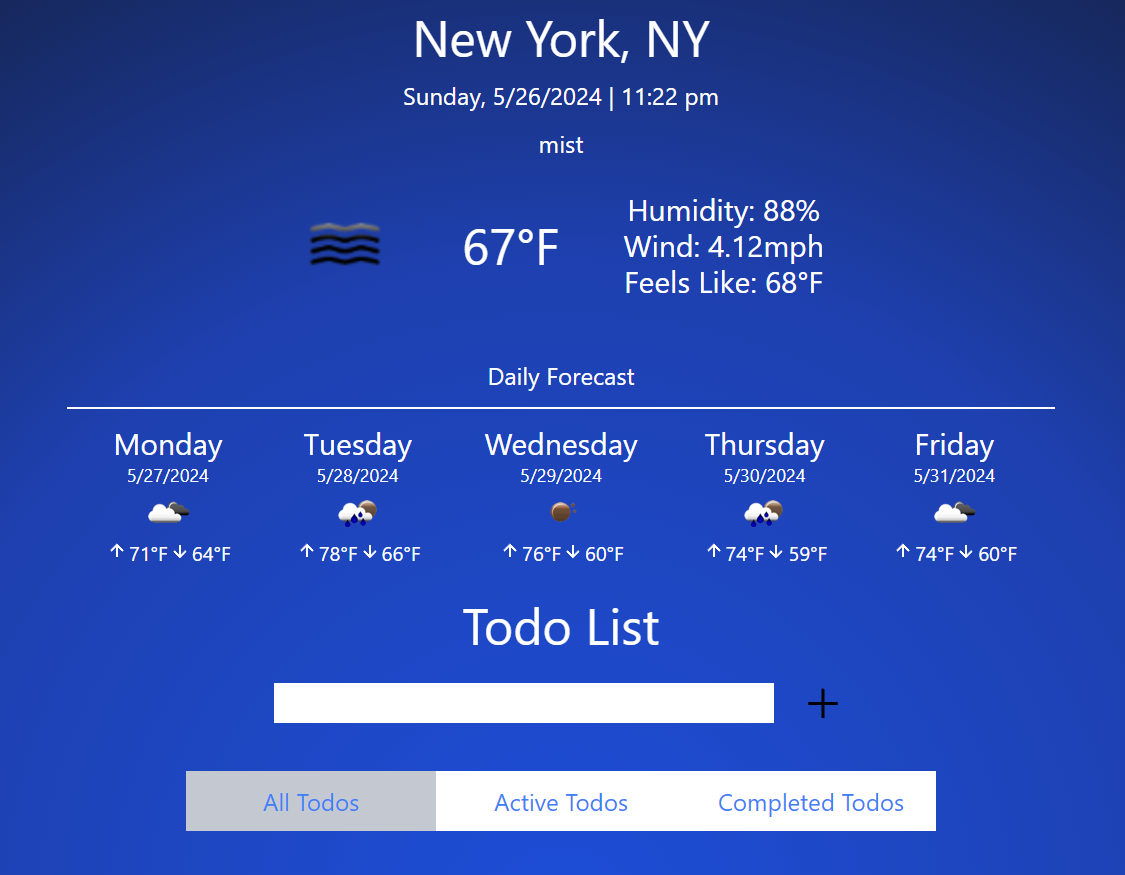 New York, NY
Sunday, 5/26/2024 | 11:22 pm
mist
67°F
Humidity: 88%
Wind: 4.12mph
Feels Like: 68°F
Daily Forecast
Monday
5/27/2024
↑ 71°F ↓ 64°F
Tuesday
5/28/2024
↑ 78°F ↓ 66°F
Wednesday
5/29/2024
↑ 76°F ↓ 60°F
Thursday
5/30/2024
↑ 74°F ↓ 59°F
Friday
5/31/2024
↑ 74°F ↓ 60°F
Todo List
+
All Todos
Active Todos
Completed Todos